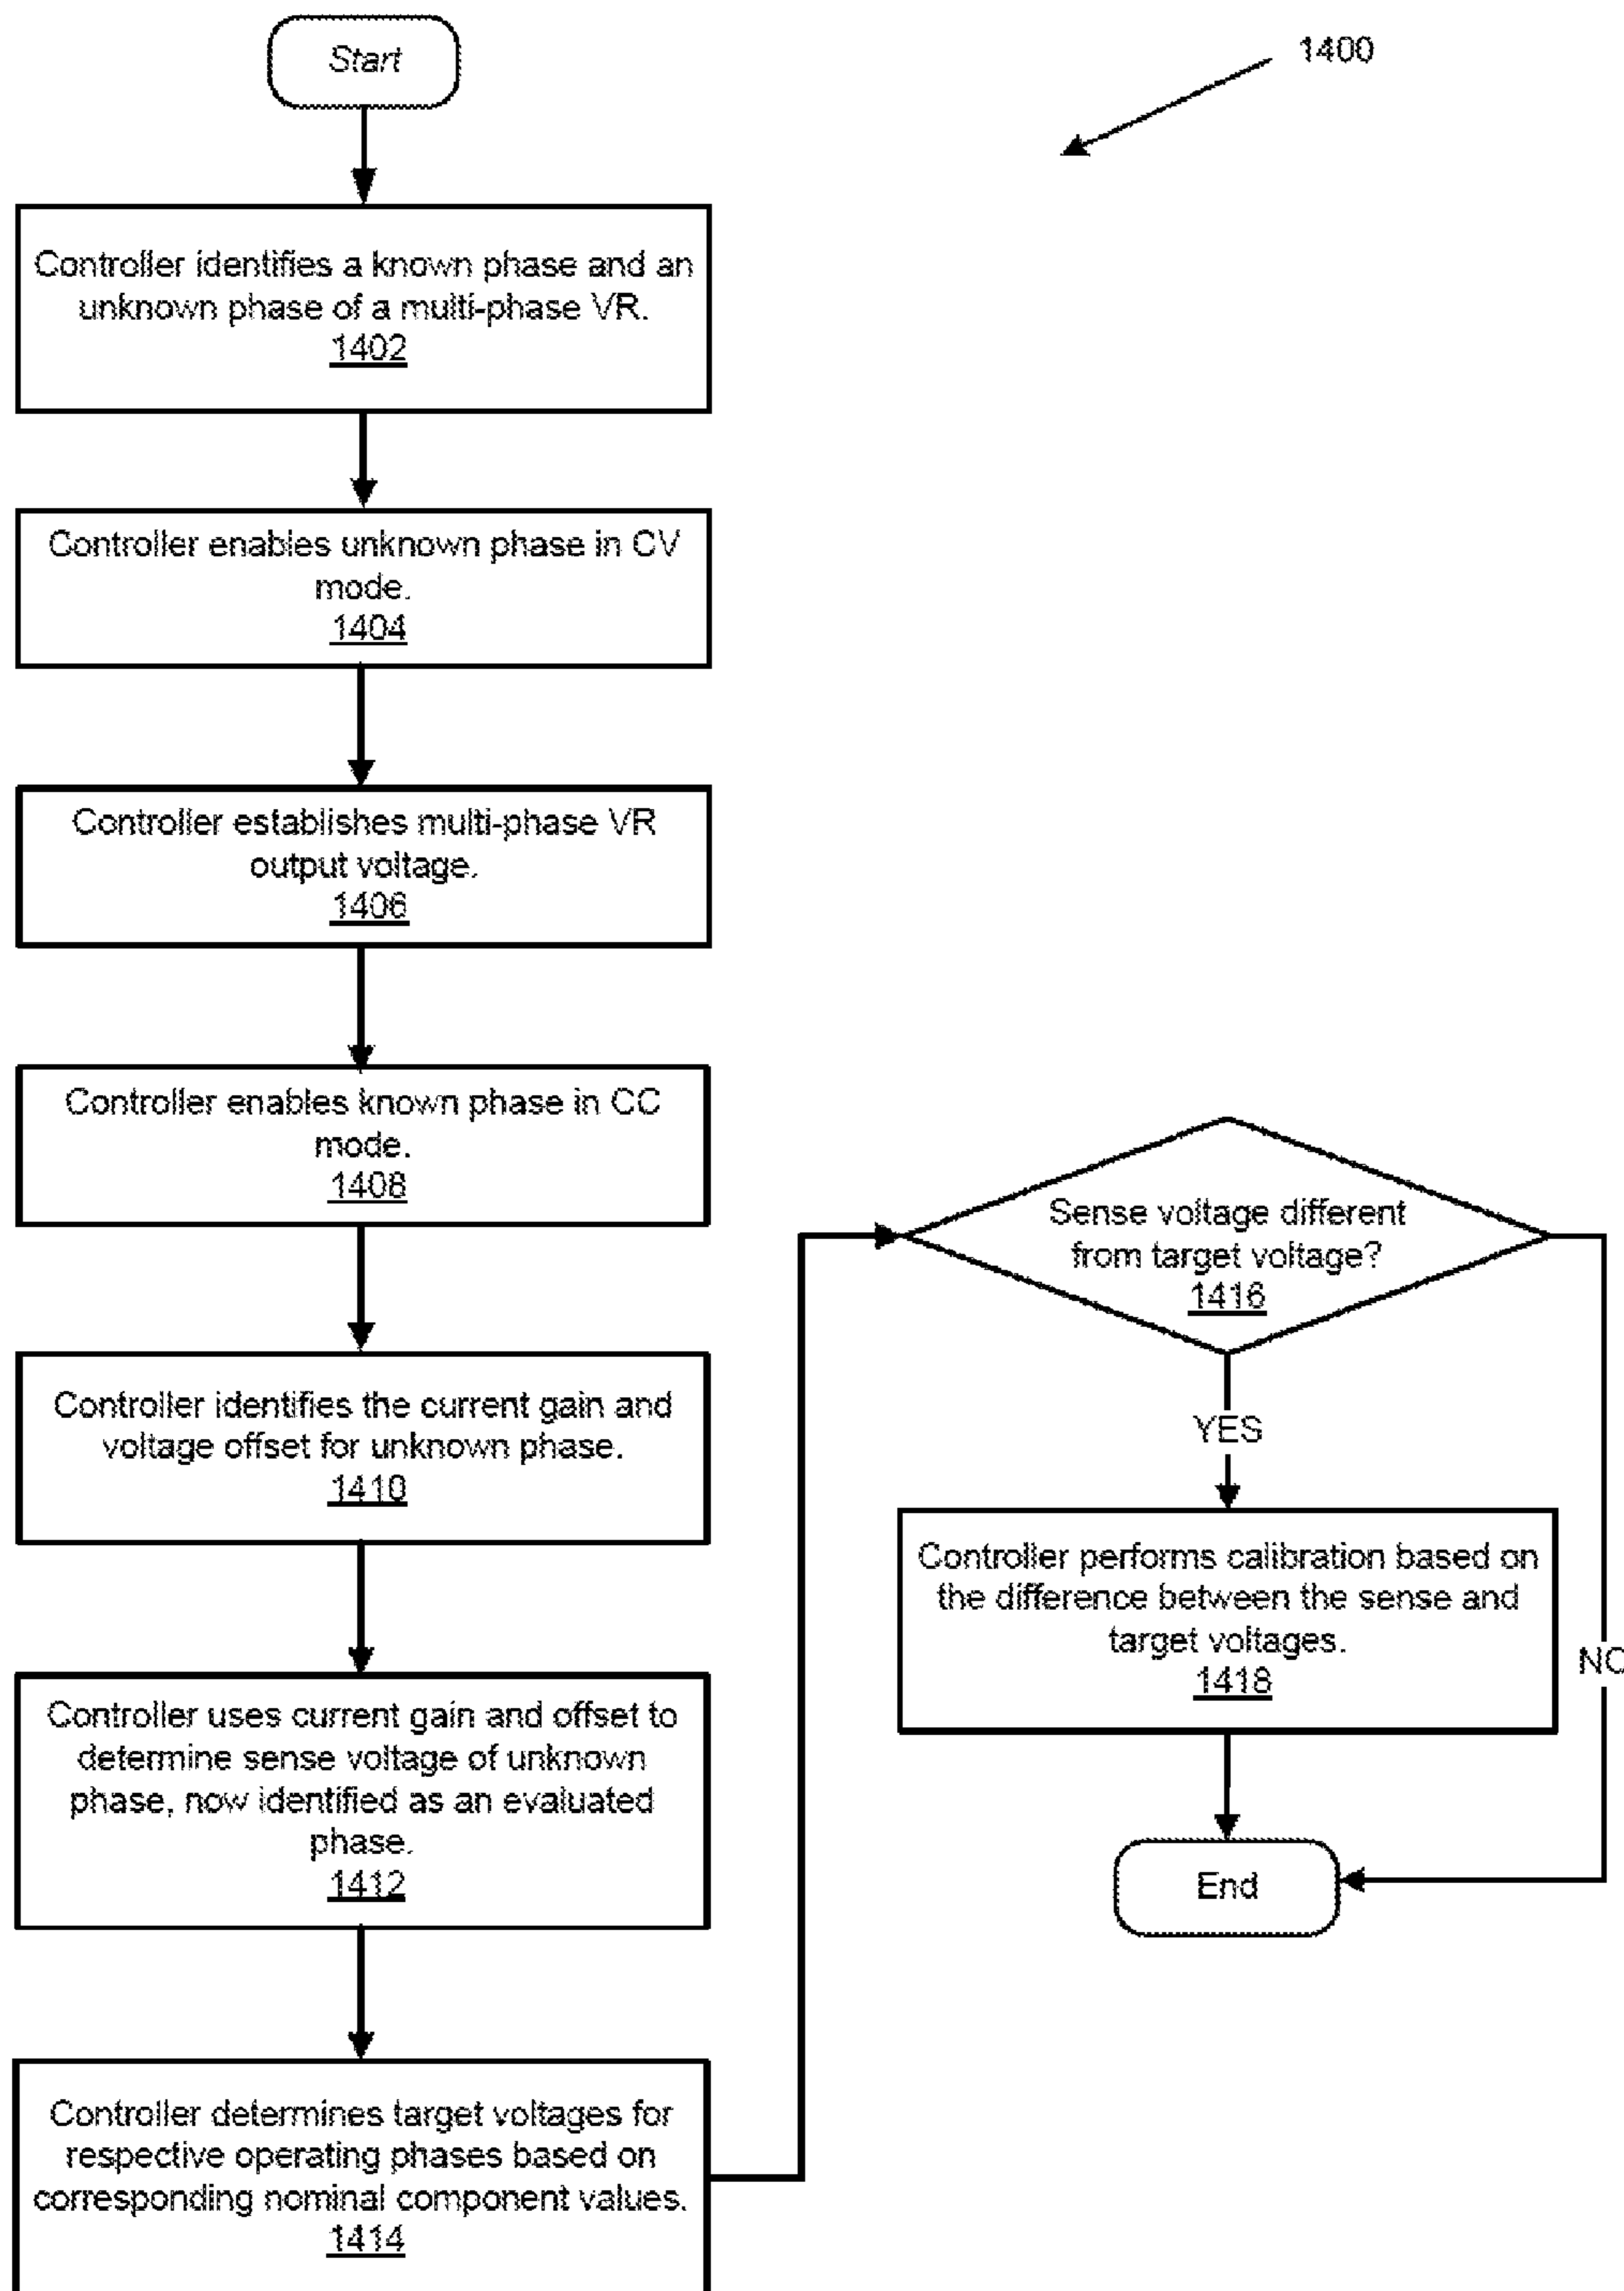 Start
1400
Controller identifies a known phase and an
unknown phase of a multi-phase VR.
1402
Controller enables unknown phase in CV
mode.
1404
Controller establishes multi-phase VR
output voltage.
1406
Controller enables known phase in CC
mode.
1408
Controller identifies the current gain and
voltage offset for unknown phase.
1410
Controller uses current gain and offset to
determine sense voltage of unknown
phase, now identified as an evaluated
phase.
1412
Controller determines target voltages for
respective operating phases based on
corresponding nominal component values.
1414
Sense voltage different
from target voltage?
1416
YES
NO
Controller performs calibration based on
the difference between the sense and
target voltages.
1418
End